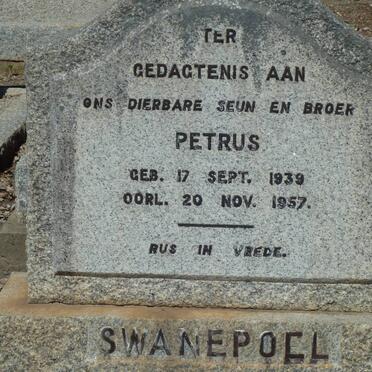 TER
GEDAGTENIS AAN
ONS DIERBARE SEUN EN BROER
PETRUS
GEB. 17 SEPT. 1939
OORL. 20 NOV. 1957.
RUS IN VREDE.
SWANEPOEL